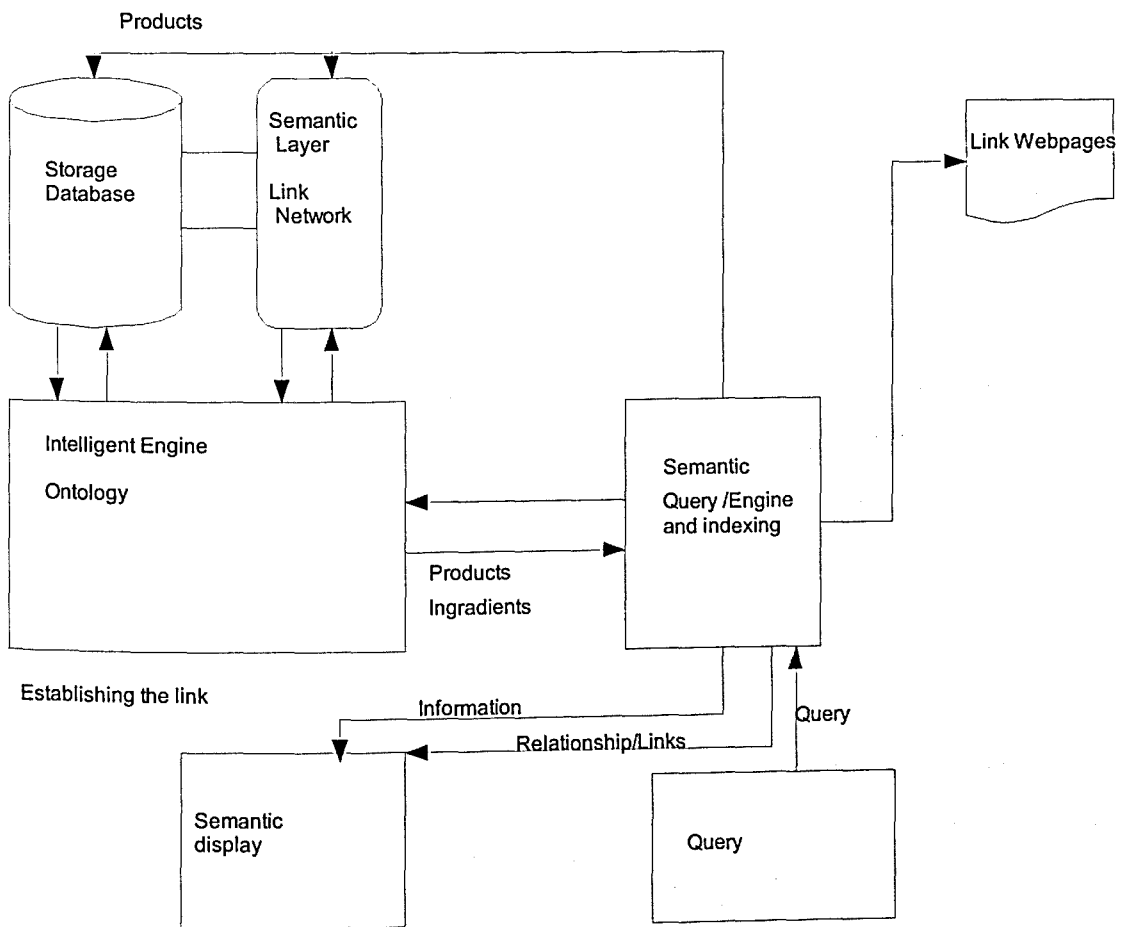 Products
Semantic
Layer
Link
Network
Storage
Database
Link Webpages
Intelligent Engine
Ontology
Semantic
Query /Engine
and indexing
Products
Ingradients
Establishing the link
Information
Relationship/Links
Query
Semantic
display
Query